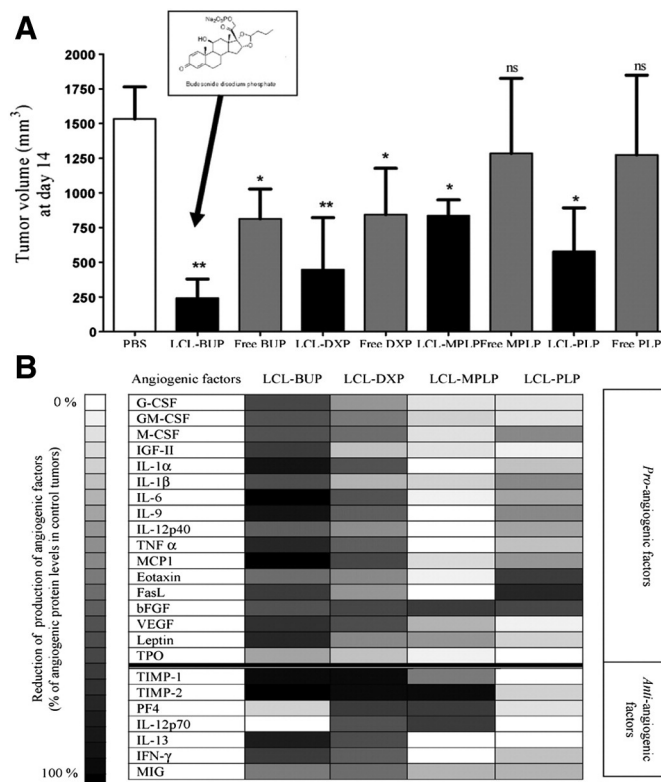 A
Na₂O₃PO
O
HO
O
O
O
Budesonide disodium phosphate
Tumor volume (mm³)
at day 14
2000
1750
1500
1250
1000
750
500
250
0
**
*
**
*
*
ns
*
ns
PBS LCL-BUP Free BUP LCL-DXP Free DXP LCL-MPLP Free MPLP LCL-PLP Free PLP
B
Reduction of production of angiogenic factors
(% of angiogenic protein levels in control tumors)
0 %
100 %
Angiogenic factors LCL-BUP LCL-DXP LCL-MPLP LCL-PLP
G-CSF
GM-CSF
M-CSF
IGF-II
IL-1α
IL-1β
IL-6
IL-9
IL-12p40
TNF α
MCP1
Eotaxin
FasL
bFGF
VEGF
Leptin
TPO
TIMP-1
TIMP-2
PF4
IL-12p70
IL-13
IFN-γ
MIG
Pro-angiogenic factors
Anti-angiogenic
factors